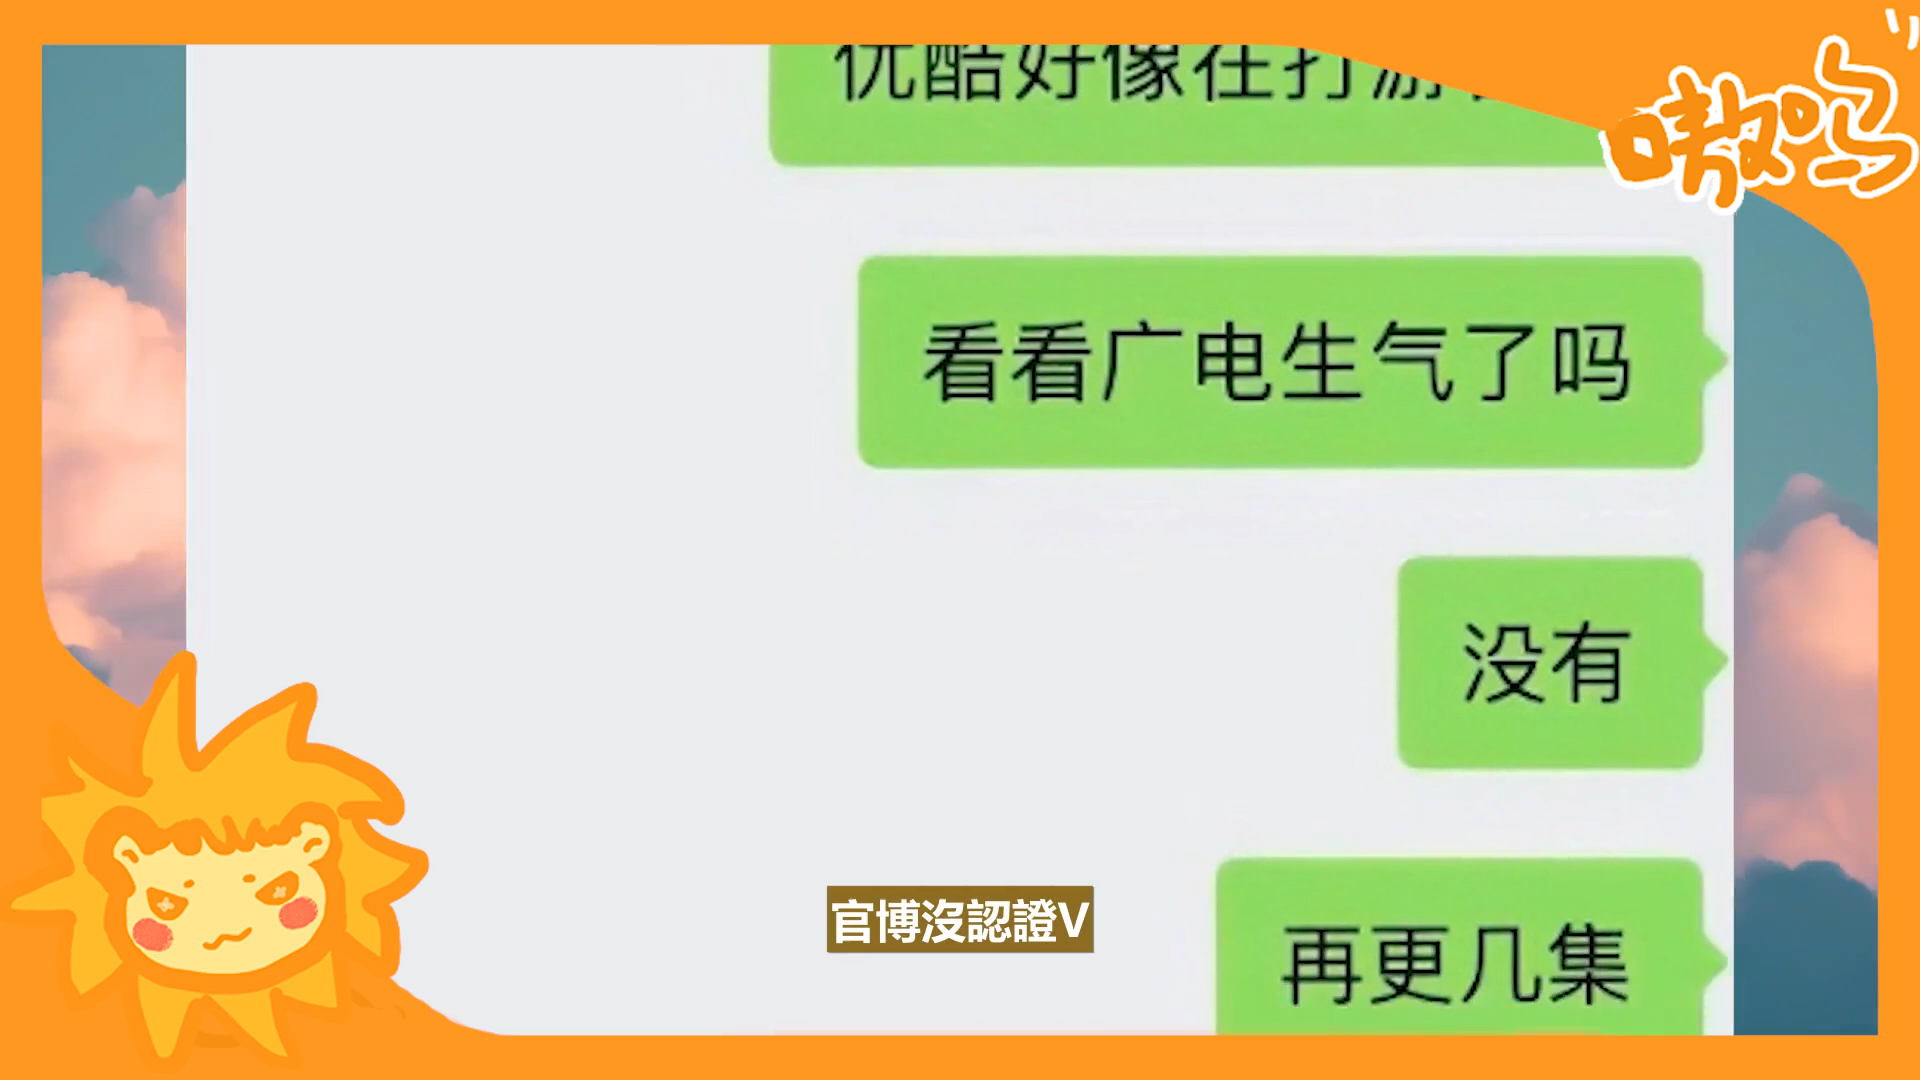 优酷好像在打游
嗷呜
看看广电生气了吗
没有
官博沒認證V
再更几集